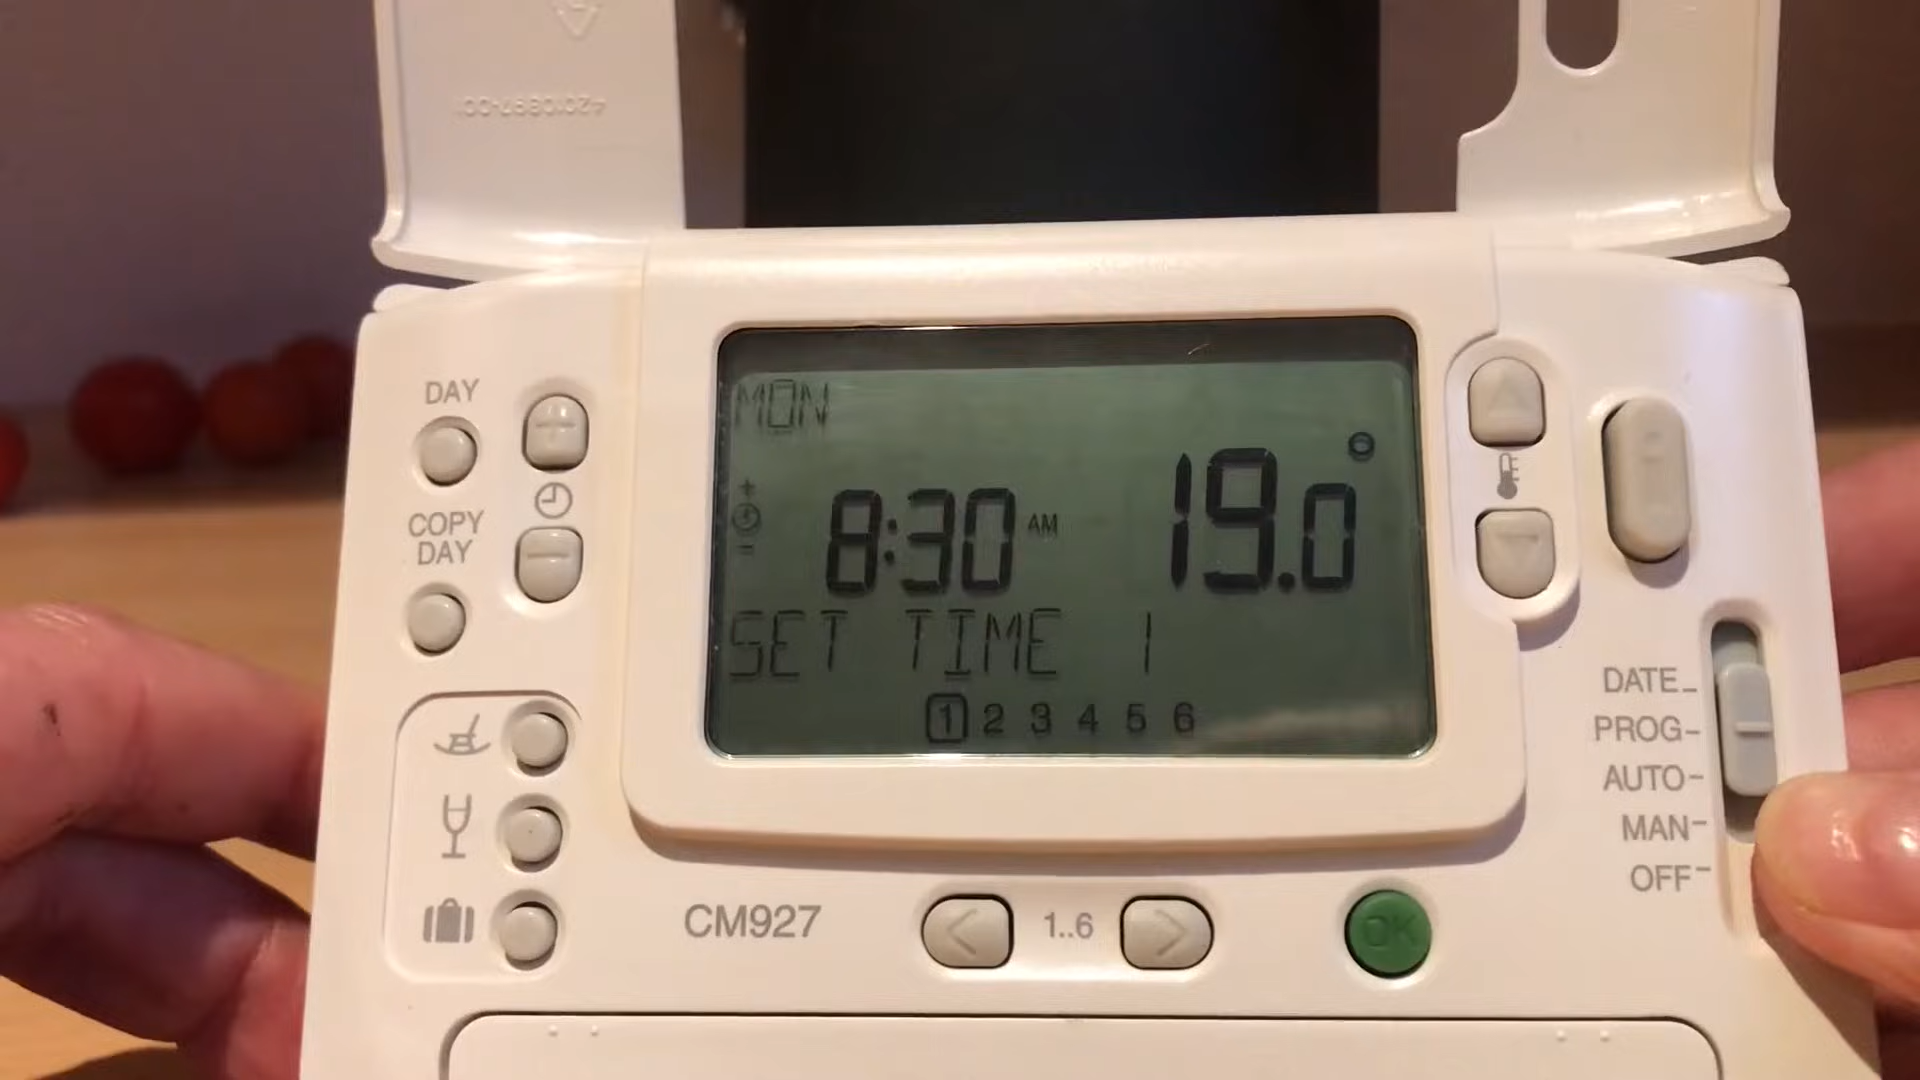 DAY
COPY
DAY
MON
8:30 AM 19.0°
SET TIME 1
1 2 3 4 5 6
DATE
PROG
AUTO
MAN
OFF
CM927
1..6
OK